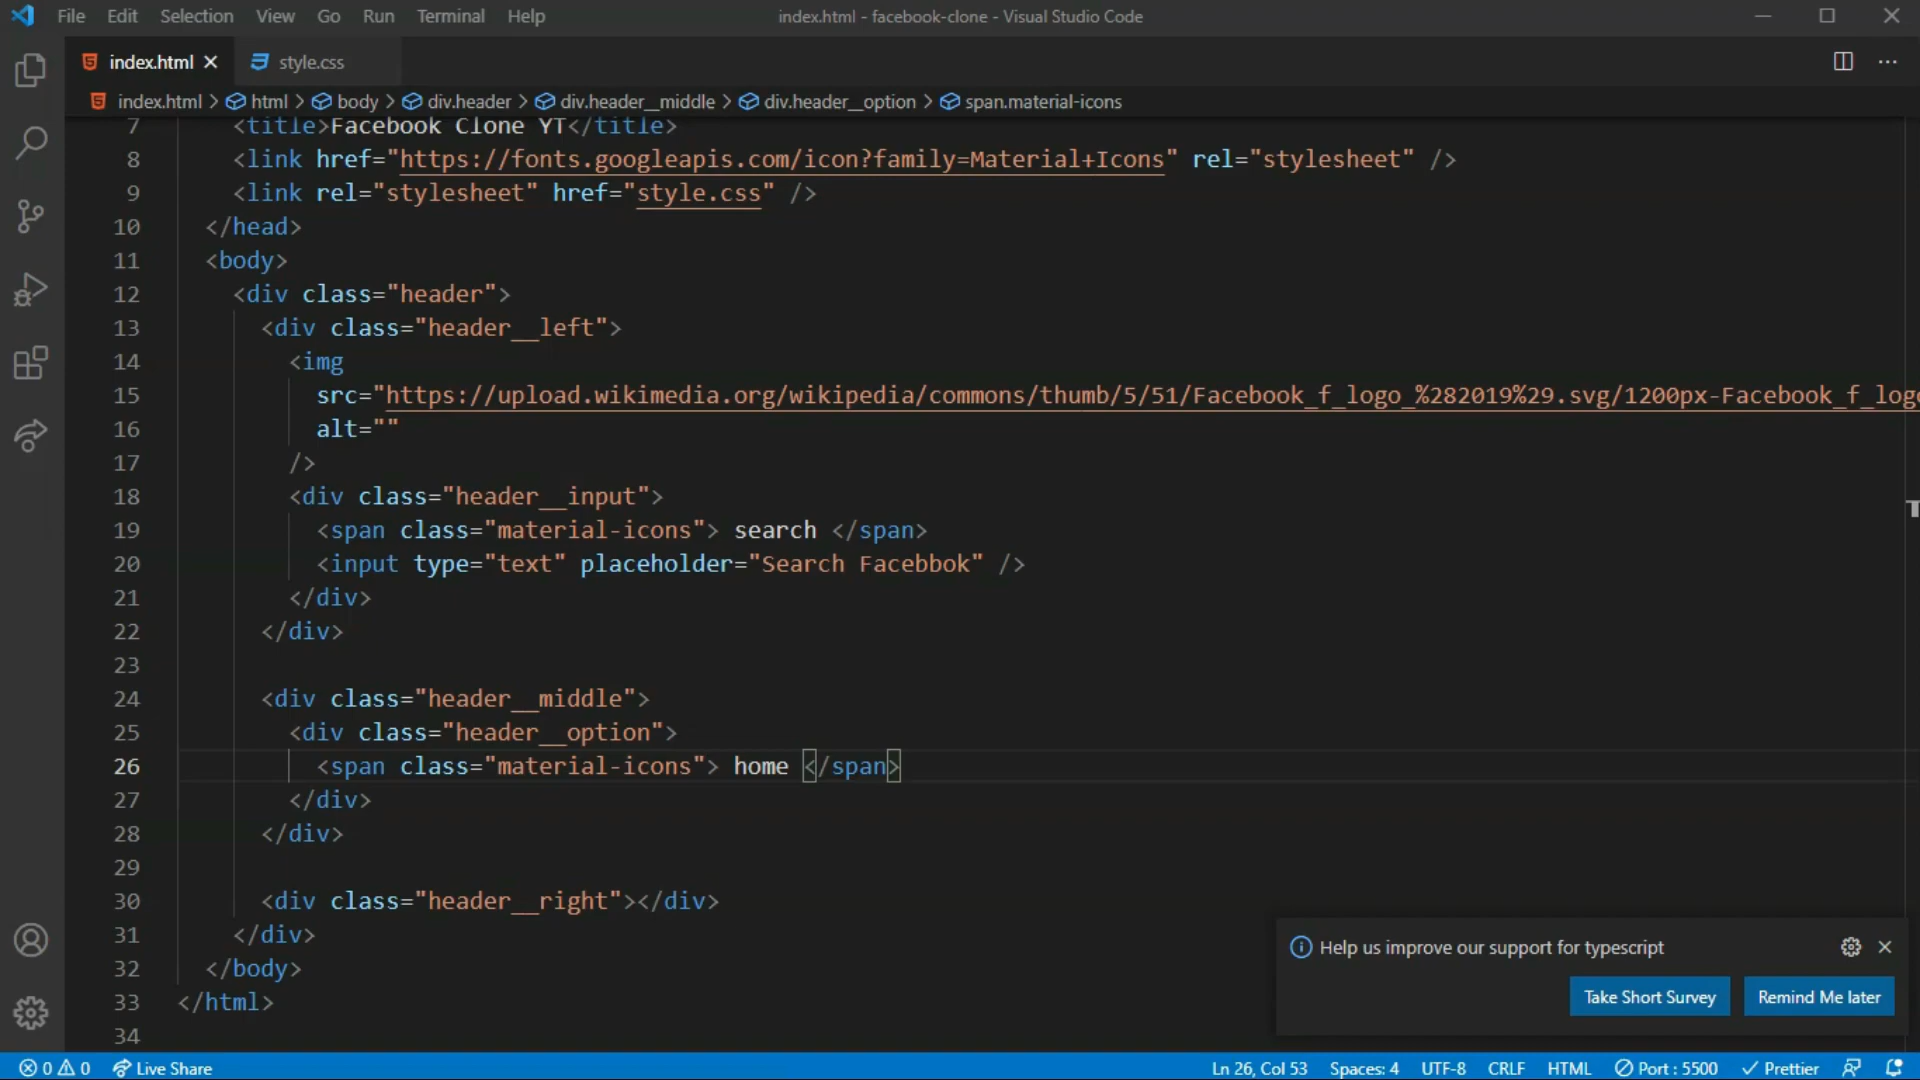 File Edit Selection View Go Run Terminal Help index.html - facebook-clone - Visual Studio Code
index.html style.css
index.html > html > body > div.header > div.header__middle > div.header__option > span.material-icons
7 <title>Facebook Clone YT</title>
8 <link href="https://fonts.googleapis.com/icon?family=Material+Icons" rel="stylesheet" />
9 <link rel="stylesheet" href="style.css" />
10 </head>
11 <body>
12 <div class="header">
13 <div class="header__left">
14 <img
15 src="https://upload.wikimedia.org/wikipedia/commons/thumb/5/51/Facebook_f_logo_%282019%29.svg/1200px-Facebook_f_logo
16 alt=""
17 />
18 <div class="header__input">
19 <span class="material-icons"> search </span>
20 <input type="text" placeholder="Search Facebbok" />
21 </div>
22 </div>
23
24 <div class="header__middle">
25 <div class="header__option">
26 <span class="material-icons"> home </span>
27 </div>
28 </div>
29
30 <div class="header__right"></div>
31 </div>
32 </body>
33 </html>
34
Help us improve our support for typescript
Take Short Survey Remind Me later
0 0 Live Share Ln 26, Col 53 Spaces: 4 UTF-8 CRLF HTML Port : 5500 Prettier